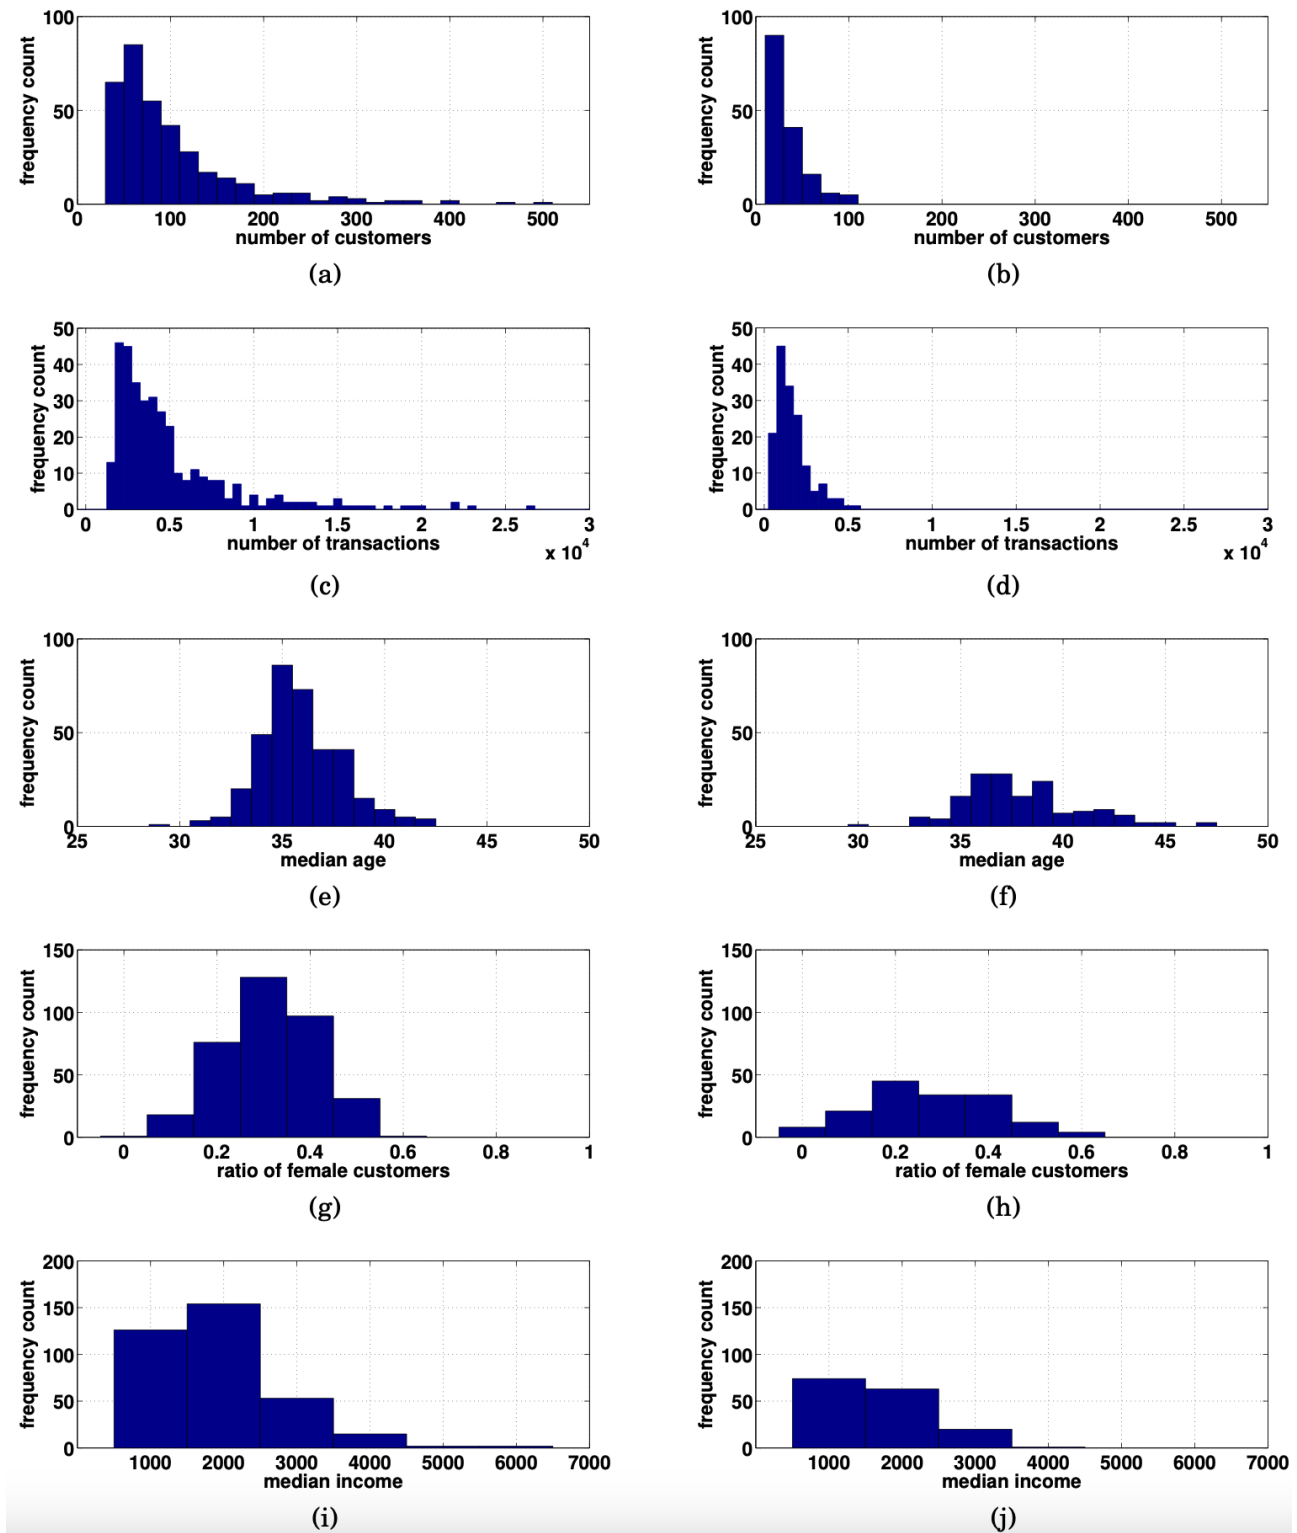 100
50
0
frequency count
0 100 200 300 400 500
number of customers
(a)
100
50
0
frequency count
0 100 200 300 400 500
number of customers
(b)
50
40
30
20
10
0
frequency count
0 0.5 1 1.5 2 2.5 3
number of transactions
x 10^4
(c)
50
40
30
20
10
0
frequency count
0 0.5 1 1.5 2 2.5 3
number of transactions
x 10^4
(d)
100
50
0
frequency count
25 30 35 40 45 50
median age
(e)
100
50
0
frequency count
25 30 35 40 45 50
median age
(f)
150
100
50
0
frequency count
0 0.2 0.4 0.6 0.8 1
ratio of female customers
(g)
150
100
50
0
frequency count
0 0.2 0.4 0.6 0.8 1
ratio of female customers
(h)
200
150
100
50
0
frequency count
1000 2000 3000 4000 5000 6000 7000
median income
(i)
200
150
100
50
0
frequency count
1000 2000 3000 4000 5000 6000 7000
median income
(j)